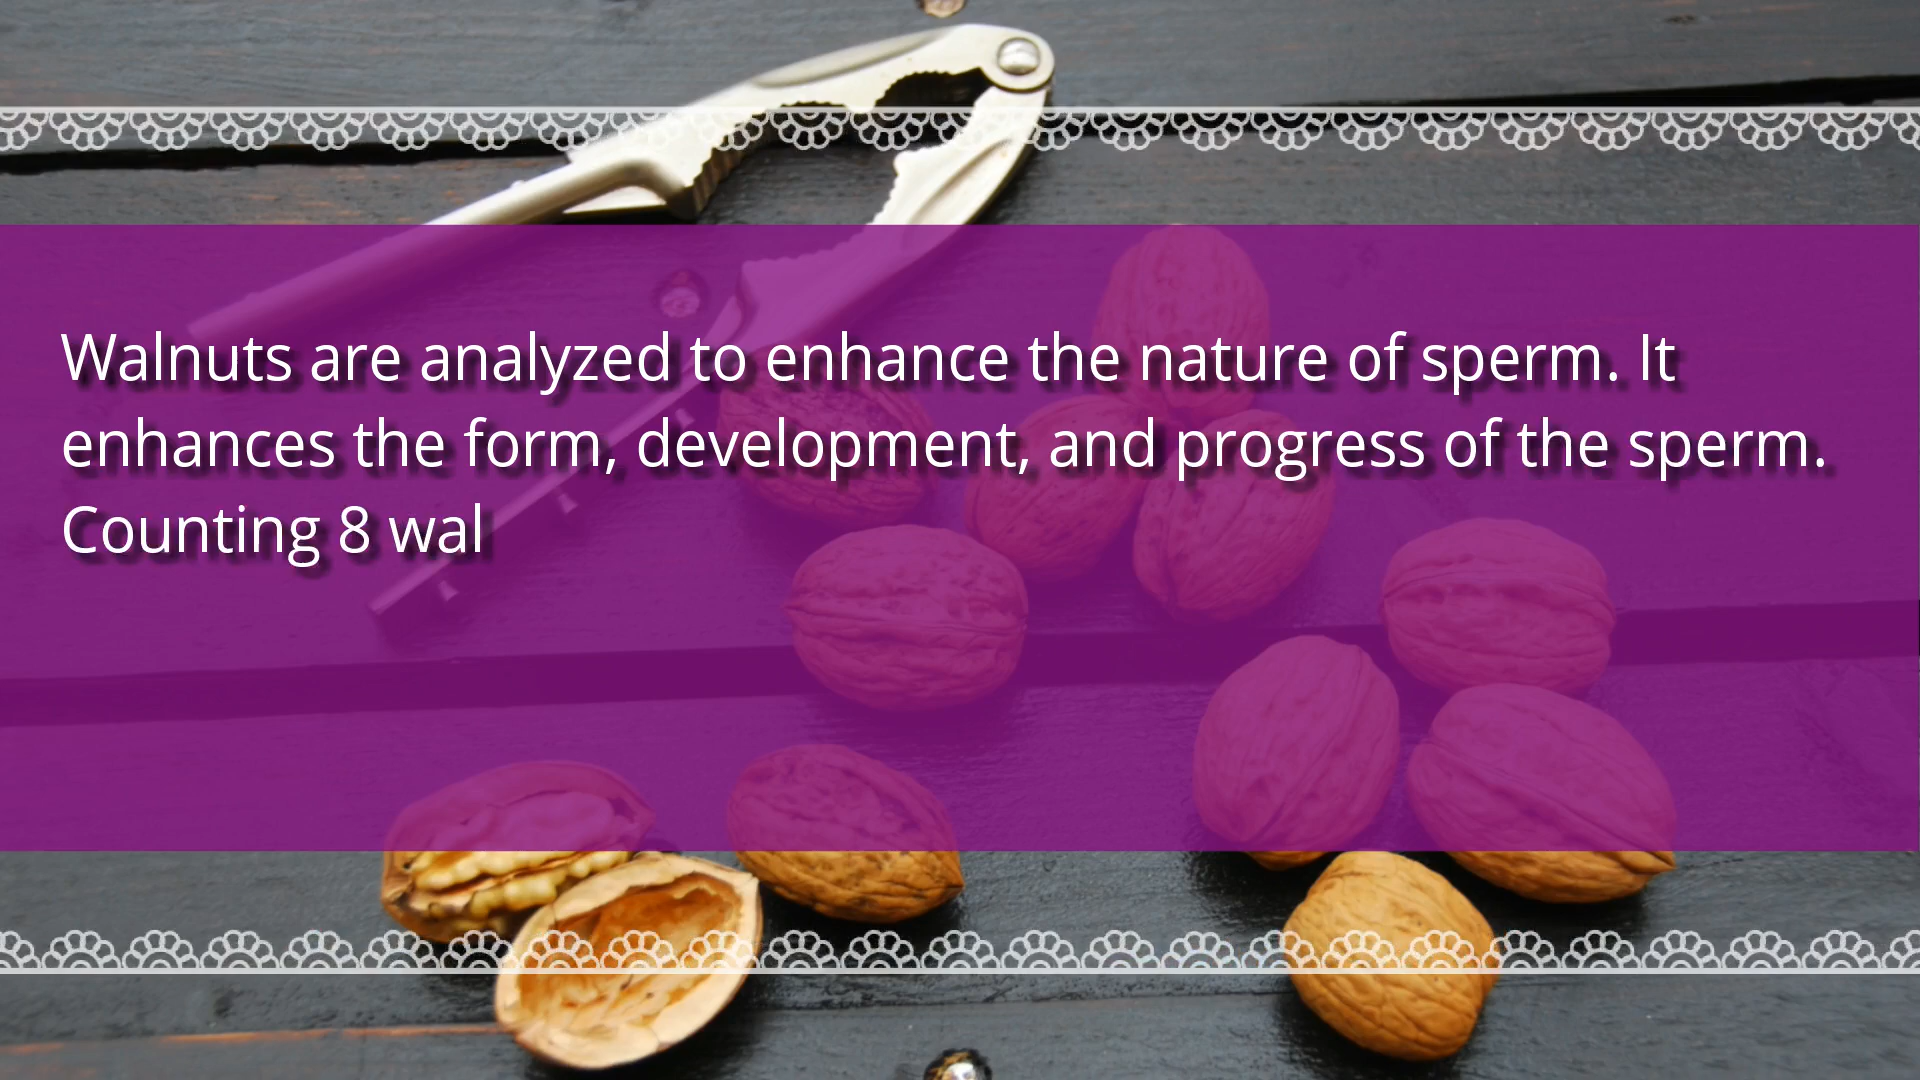 Walnuts are analyzed to enhance the nature of sperm. It
enhances the form, development, and progress of the sperm.
Counting 8 wal